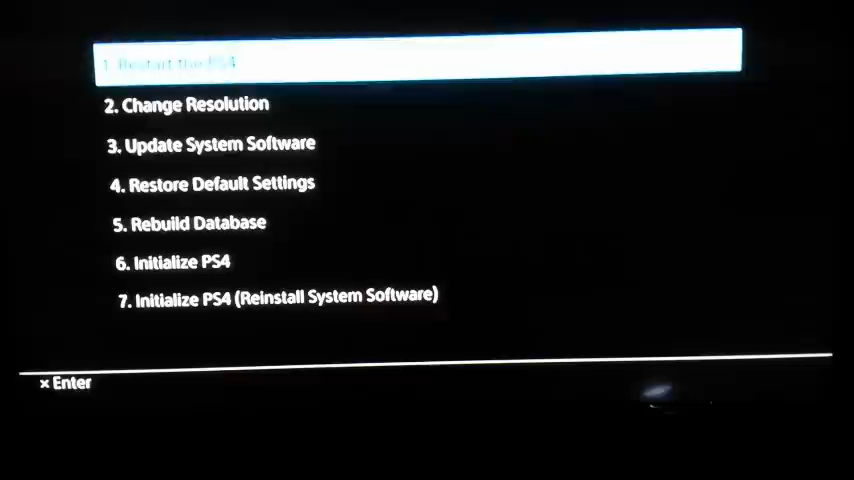 1. Restart the PS4
2. Change Resolution
3. Update System Software
4. Restore Default Settings
5. Rebuild Database
6. Initialize PS4
7. Initialize PS4 (Reinstall System Software)
× Enter